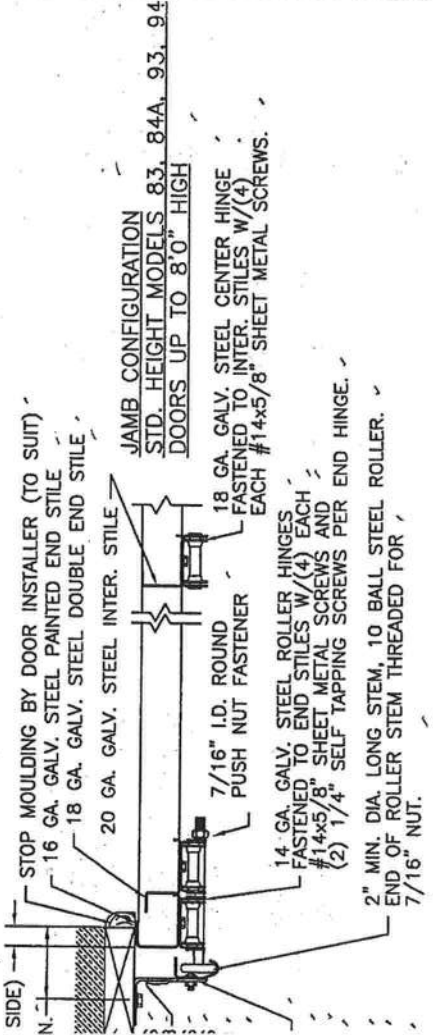 SIDE)
N.
STOP MOULDING BY DOOR INSTALLER (TO SUIT)
16 GA. GALV. STEEL PAINTED END STILE
18 GA. GALV. STEEL DOUBLE END STILE
20 GA. GALV. STEEL INTER. STILE
JAMB CONFIGURATION
STD. HEIGHT MODELS 83, 84A, 93, 94
DOORS UP TO 8'0" HIGH
7/16" I.D. ROUND
PUSH NUT FASTENER
18 GA. GALV. STEEL CENTER HINGE
FASTENED TO INTER. STILES W/(4)
EACH #14x5/8" SHEET METAL SCREWS.
14 GA. GALV. STEEL ROLLER HINGES
FASTENED TO END STILES W/(4) EACH
#14x5/8" SHEET METAL SCREWS AND
(2) 1/4" SELF TAPPING SCREWS PER END HINGE.
2" MIN. DIA. LONG STEM, 10 BALL STEEL ROLLER.
END OF ROLLER STEM THREADED FOR
7/16" NUT.